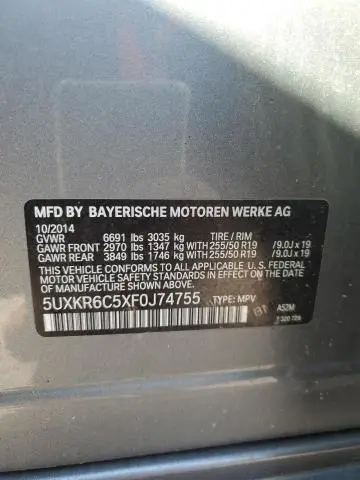 MFD BY BAYERISCHE MOTOREN WERKE AG
10/2014
GVWR 6691 lbs 3035 kg TIRE / RIM
GAWR FRONT 2970 lbs 1347 kg WITH 255/50 R19 /9.0J x 19
GAWR REAR 3849 lbs 1746 kg WITH 255/50 R19 /9.0J x 19
THIS VEHICLE CONFORMS TO ALL APPLICABLE U.S. FEDERAL
MOTOR VEHICLE SAFETY STANDARDS IN EFFECT ON THE
DATE OF MANUFACTURE SHOWN ABOVE.
5UXKR6C5XF0J74755 TYPE: MPV
A52M